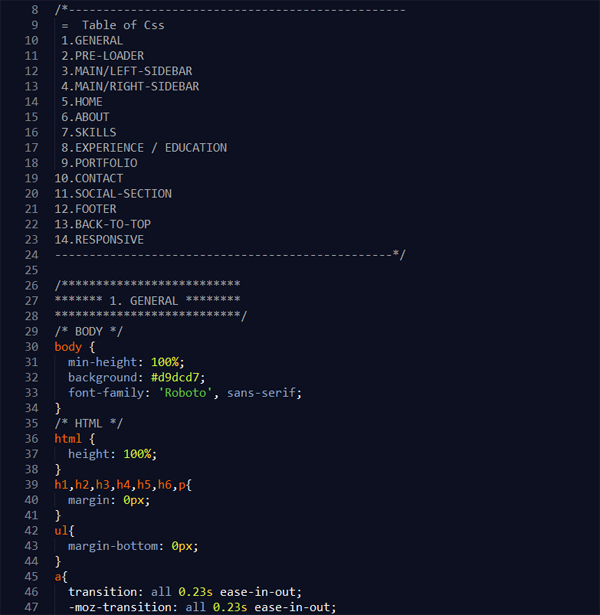 8 /*-------------------------------------------------
9 =  Table of Css
10 1.GENERAL
11 2.PRE-LOADER
12 3.MAIN/LEFT-SIDEBAR
13 4.MAIN/RIGHT-SIDEBAR
14 5.HOME
15 6.ABOUT
16 7.SKILLS
17 8.EXPERIENCE / EDUCATION
18 9.PORTFOLIO
19 10.CONTACT
20 11.SOCIAL-SECTION
21 12.FOOTER
22 13.BACK-TO-TOP
23 14.RESPONSIVE
24 -------------------------------------------------*/
25
26 /**************************
27 ******* 1. GENERAL ********
28 ***************************/
29 /* BODY */
30 body {
31   min-height: 100%;
32   background: #d9dcd7;
33   font-family: 'Roboto', sans-serif;
34 }
35 /* HTML */
36 html {
37   height: 100%;
38 }
39 h1,h2,h3,h4,h5,h6,p{
40   margin: 0px;
41 }
42 ul{
43   margin-bottom: 0px;
44 }
45 a{
46   transition: all 0.23s ease-in-out;
47   -moz-transition: all 0.23s ease-in-out;